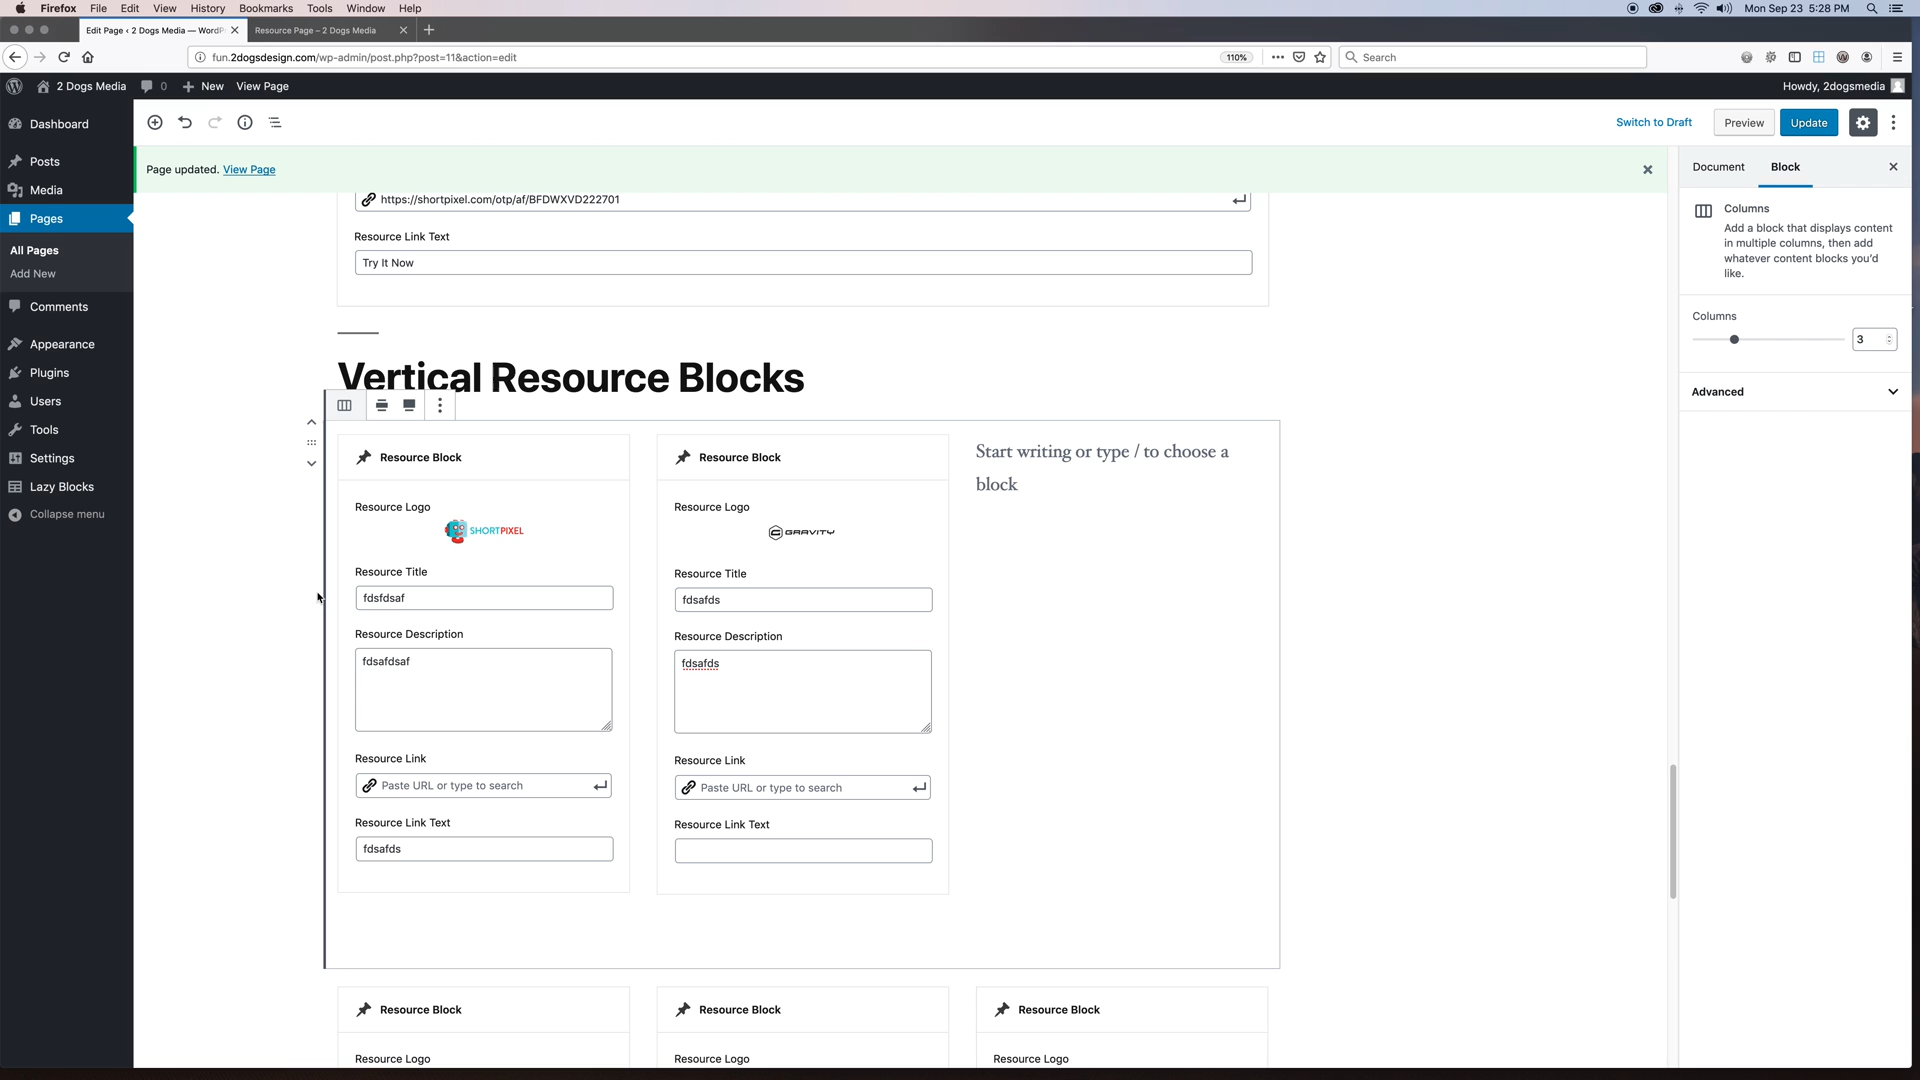 Firefox File Edit View History Bookmarks Tools Window Help
Mon Sep 23 5:28 PM
Edit Page ‹ 2 Dogs Media — WordP
Resource Page – 2 Dogs Media
fun.2dogsdesign.com/wp-admin/post.php?post=11&action=edit
110%
Search
2 Dogs Media
0
New
View Page
Howdy, 2dogsmedia
Dashboard
Posts
Media
Pages
All Pages
Add New
Comments
Appearance
Plugins
Users
Tools
Settings
Lazy Blocks
Collapse menu
Switch to Draft
Preview
Update
Page updated. View Page
https://shortpixel.com/otp/af/BFDWXVD222701
Resource Link Text
Try It Now
Vertical Resource Blocks
Resource Block
Resource Logo
SHORTPIXEL
Resource Title
fdsfdsaf
Resource Description
fdsafdsaf
Resource Link
Paste URL or type to search
Resource Link Text
fdsafds
Resource Block
Resource Logo
GRAVITY
Resource Title
fdsafds
Resource Description
fdsafds
Resource Link
Paste URL or type to search
Resource Link Text
Start writing or type / to choose a
block
Resource Block
Resource Logo
Resource Block
Resource Logo
Resource Block
Resource Logo
Document
Block
Columns
Add a block that displays content
in multiple columns, then add
whatever content blocks you'd
like.
Columns
3
Advanced